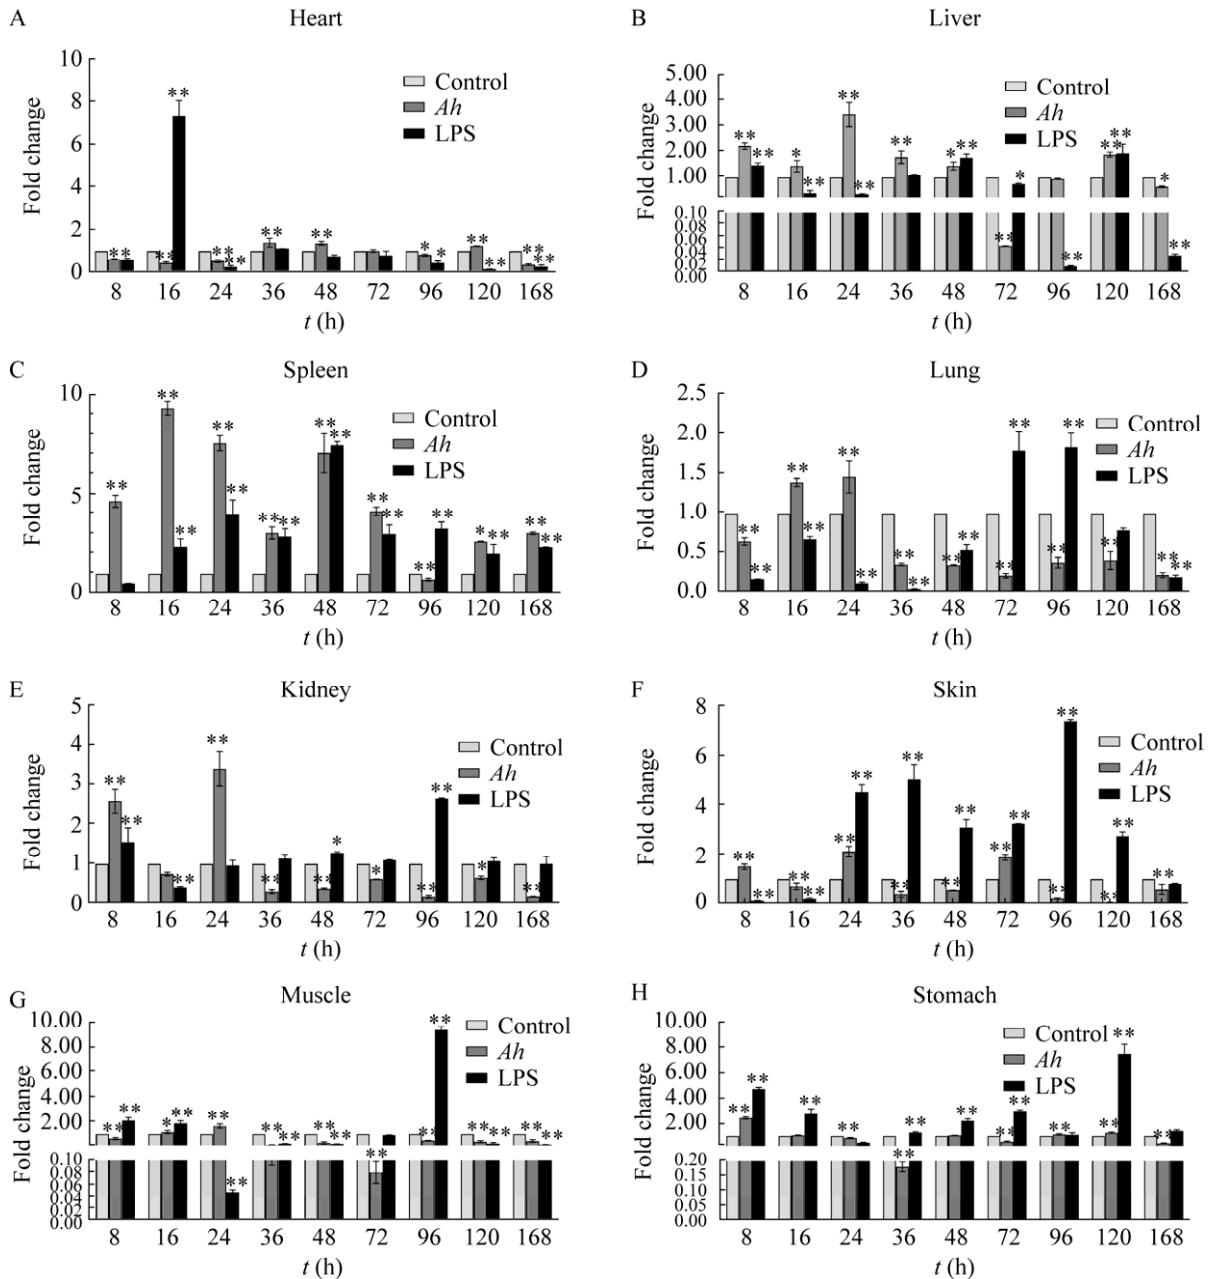 A
Heart
Fold change
10
8
6
4
2
0
Control
Ah
LPS
**
** ** ** ** ** ** * * ** ** ** **
8 16 24 36 48 72 96 120 168
t (h)
B
Liver
Fold change
5.00
4.00
3.00
2.00
1.00
0.10
0.08
0.06
0.04
0.02
0.00
Control
Ah
LPS
** ** * ** ** ** ** * ** ** * ** ** ** * **
8 16 24 36 48 72 96 120 168
t (h)
C
Spleen
Fold change
10
5
0
Control
Ah
LPS
** ** ** ** ** ** ** ** ** ** ** ** ** * ** ** **
8 16 24 36 48 72 96 120 168
t (h)
D
Lung
Fold change
2.5
2.0
1.5
1.0
0.5
0.0
Control
Ah
LPS
** ** ** ** ** ** ** ** ** ** ** ** ** ** ** ** **
8 16 24 36 48 72 96 120 168
t (h)
E
Kidney
Fold change
5
4
3
2
1
0
Control
Ah
LPS
** ** ** ** ** ** * * ** ** * **
8 16 24 36 48 72 96 120 168
t (h)
F
Skin
Fold change
8
6
4
2
0
Control
Ah
LPS
** ** ** ** ** ** ** ** ** ** ** ** ** ** ** ** **
8 16 24 36 48 72 96 120 168
t (h)
G
Muscle
Fold change
10.00
8.00
6.00
4.00
2.00
0.10
0.08
0.06
0.04
0.02
0.00
Control
Ah
LPS
** ** * ** ** ** ** ** ** ** ** ** ** ** ** ** **
8 16 24 36 48 72 96 120 168
t (h)
H
Stomach
Fold change
10.00
8.00
6.00
4.00
2.00
0.20
0.15
0.10
0.05
0.00
Control
Ah
LPS
** ** ** ** ** ** ** ** ** **
8 16 24 36 48 72 96 120 168
t (h)